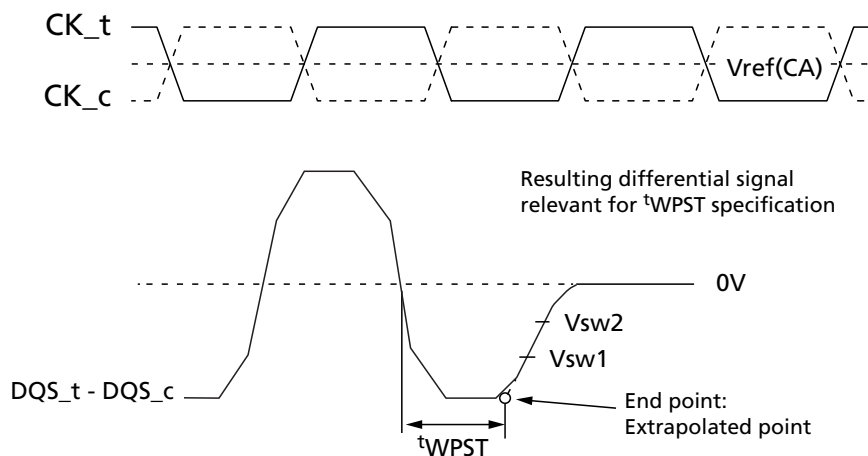 CK_t
Vref(CA)
CK_c
Resulting differential signal
relevant for tWPST specification
0V
Vsw2
Vsw1
DQS_t - DQS_c
End point:
Extrapolated point
tWPST